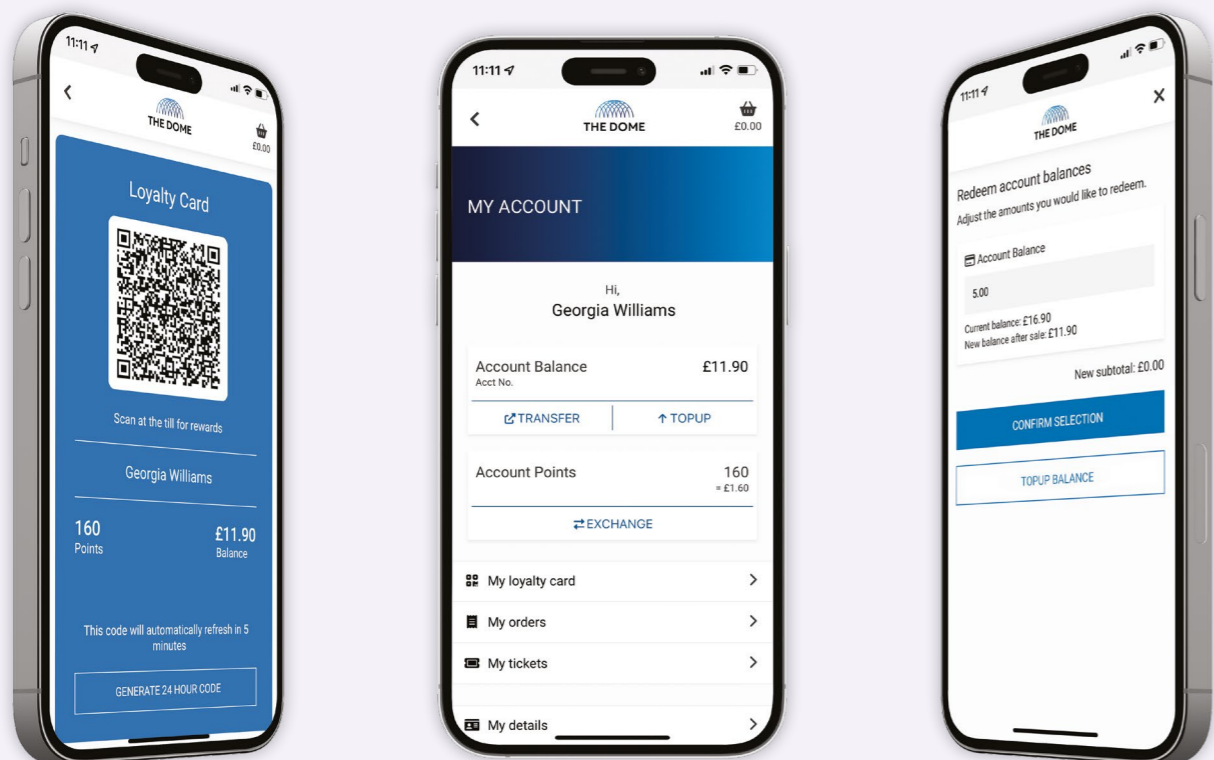 11:11
THE DOME
£0.00
Loyalty Card
Scan at the till for rewards
Georgia Williams
160
Points
£11.90
Balance
This code will automatically refresh in 5
minutes
GENERATE 24 HOUR CODE
11:11
THE DOME
£0.00
MY ACCOUNT
Hi,
Georgia Williams
Account Balance
£11.90
Acct No.
TRANSFER
TOPUP
Account Points
160
= £1.60
EXCHANGE
My loyalty card
My orders
My tickets
My details
11:11
X
THE DOME
Redeem account balances
Adjust the amounts you would like to redeem.
Account Balance
5.00
Current balance: £16.90
New balance after sale: £11.90
New subtotal: £0.00
CONFIRM SELECTION
TOPUP BALANCE